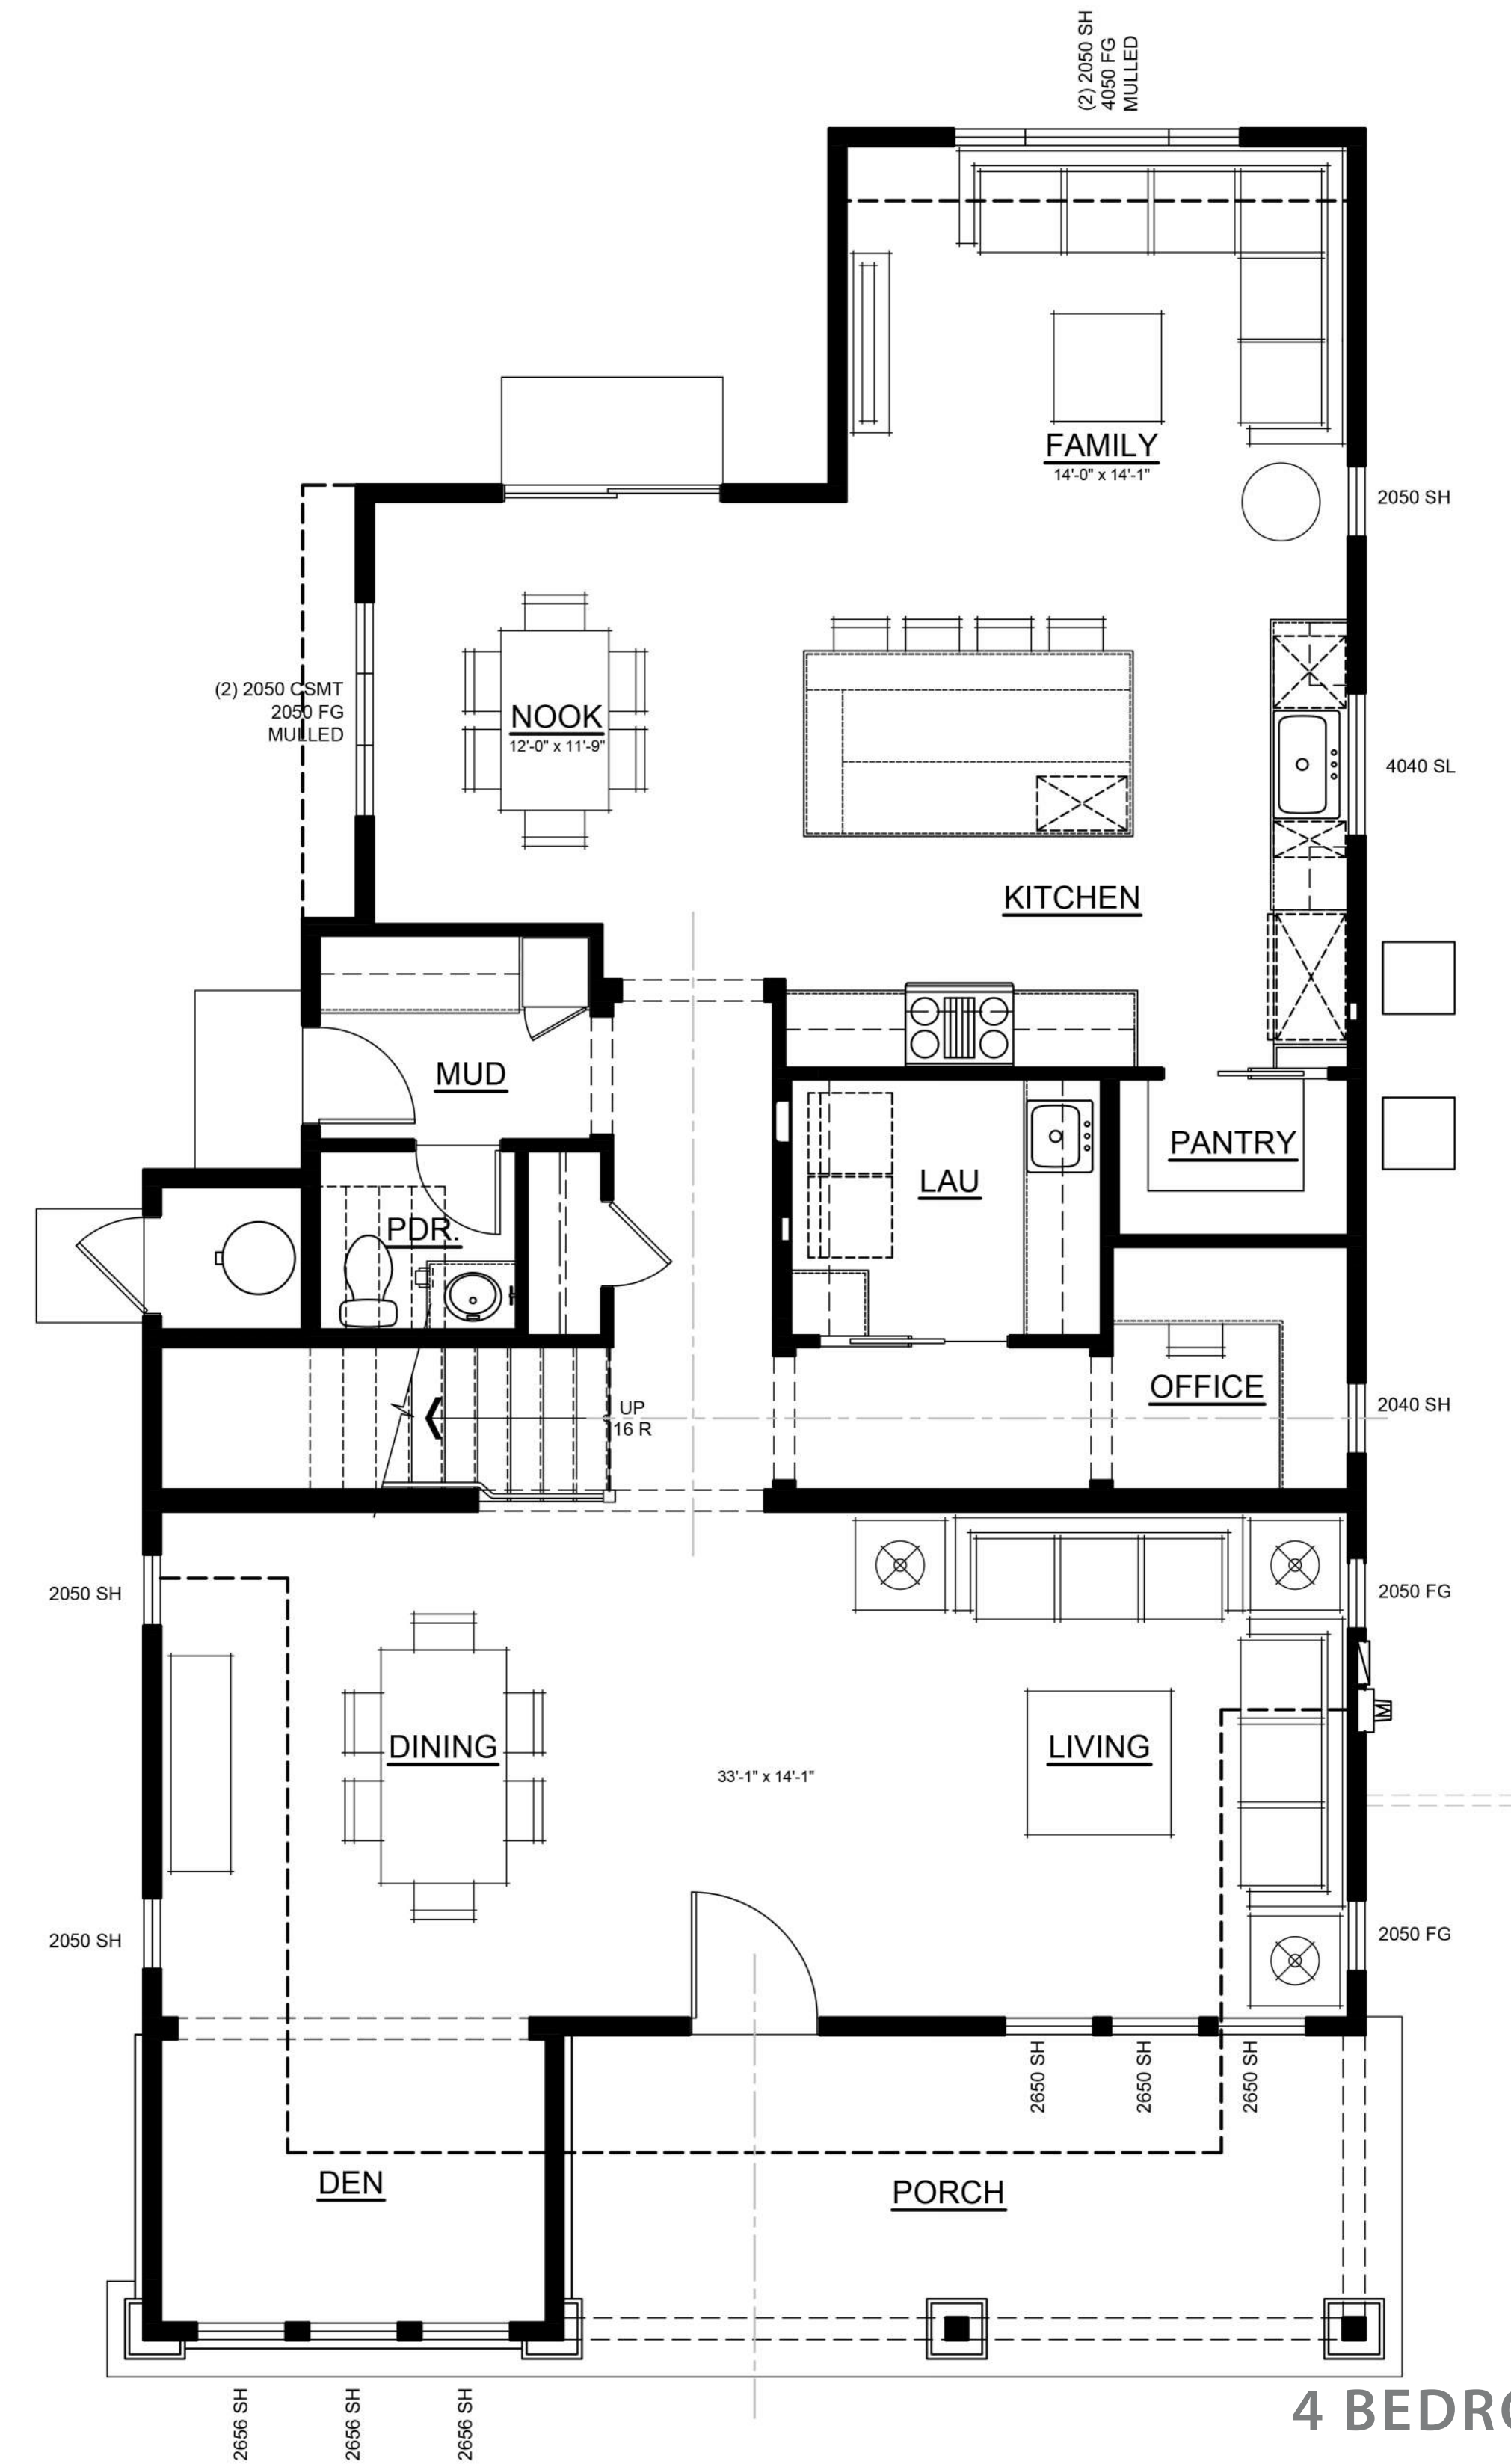 (2) 2050 SH
4050 FG
MULLED
FAMILY
14'-0" x 14'-1"
2050 SH
(2) 2050 CSMT
2050 FG
MULLED
NOOK
12'-0" x 11'-9"
4040 SL
KITCHEN
MUD
PANTRY
LAU
PDR.
OFFICE
UP
16 R
2040 SH
2050 SH
2050 FG
DINING
LIVING
33'-1" x 14'-1"
M
2050 SH
2050 FG
2650 SH
2650 SH
2650 SH
DEN
PORCH
2656 SH
2656 SH
2656 SH
4 BEDRO